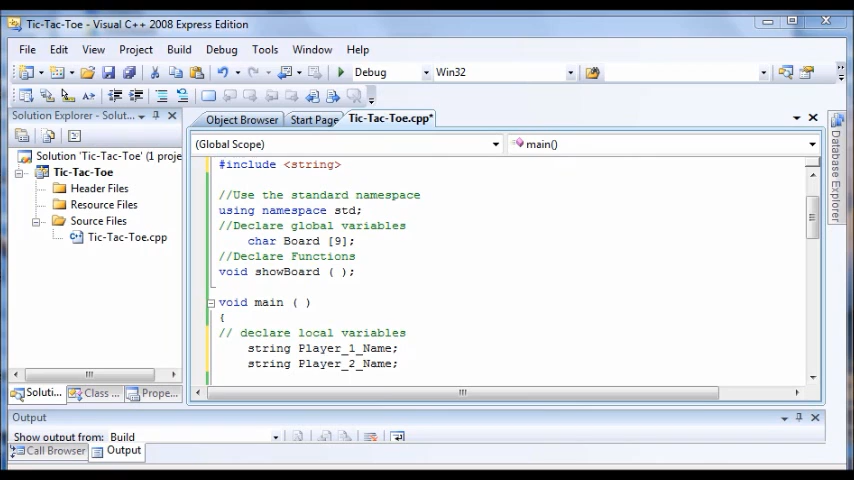 Tic-Tac-Toe - Visual C++ 2008 Express Edition
File Edit View Project Build Debug Tools Window Help
Debug Win32
Solution Explorer - Solut...
Object Browser Start Page Tic-Tac-Toe.cpp*
(Global Scope) main()
Solution 'Tic-Tac-Toe' (1 proje
Tic-Tac-Toe
Header Files
Resource Files
Source Files
Tic-Tac-Toe.cpp
#include <string>
//Use the standard namespace
using namespace std;
//Declare global variables
char Board [9];
//Declare Functions
void showBoard ( );
void main ( )
{
// declare local variables
string Player_1_Name;
string Player_2_Name;
Database Explorer
Soluti... Class ... Prope...
Output
Show output from: Build
Call Browser Output